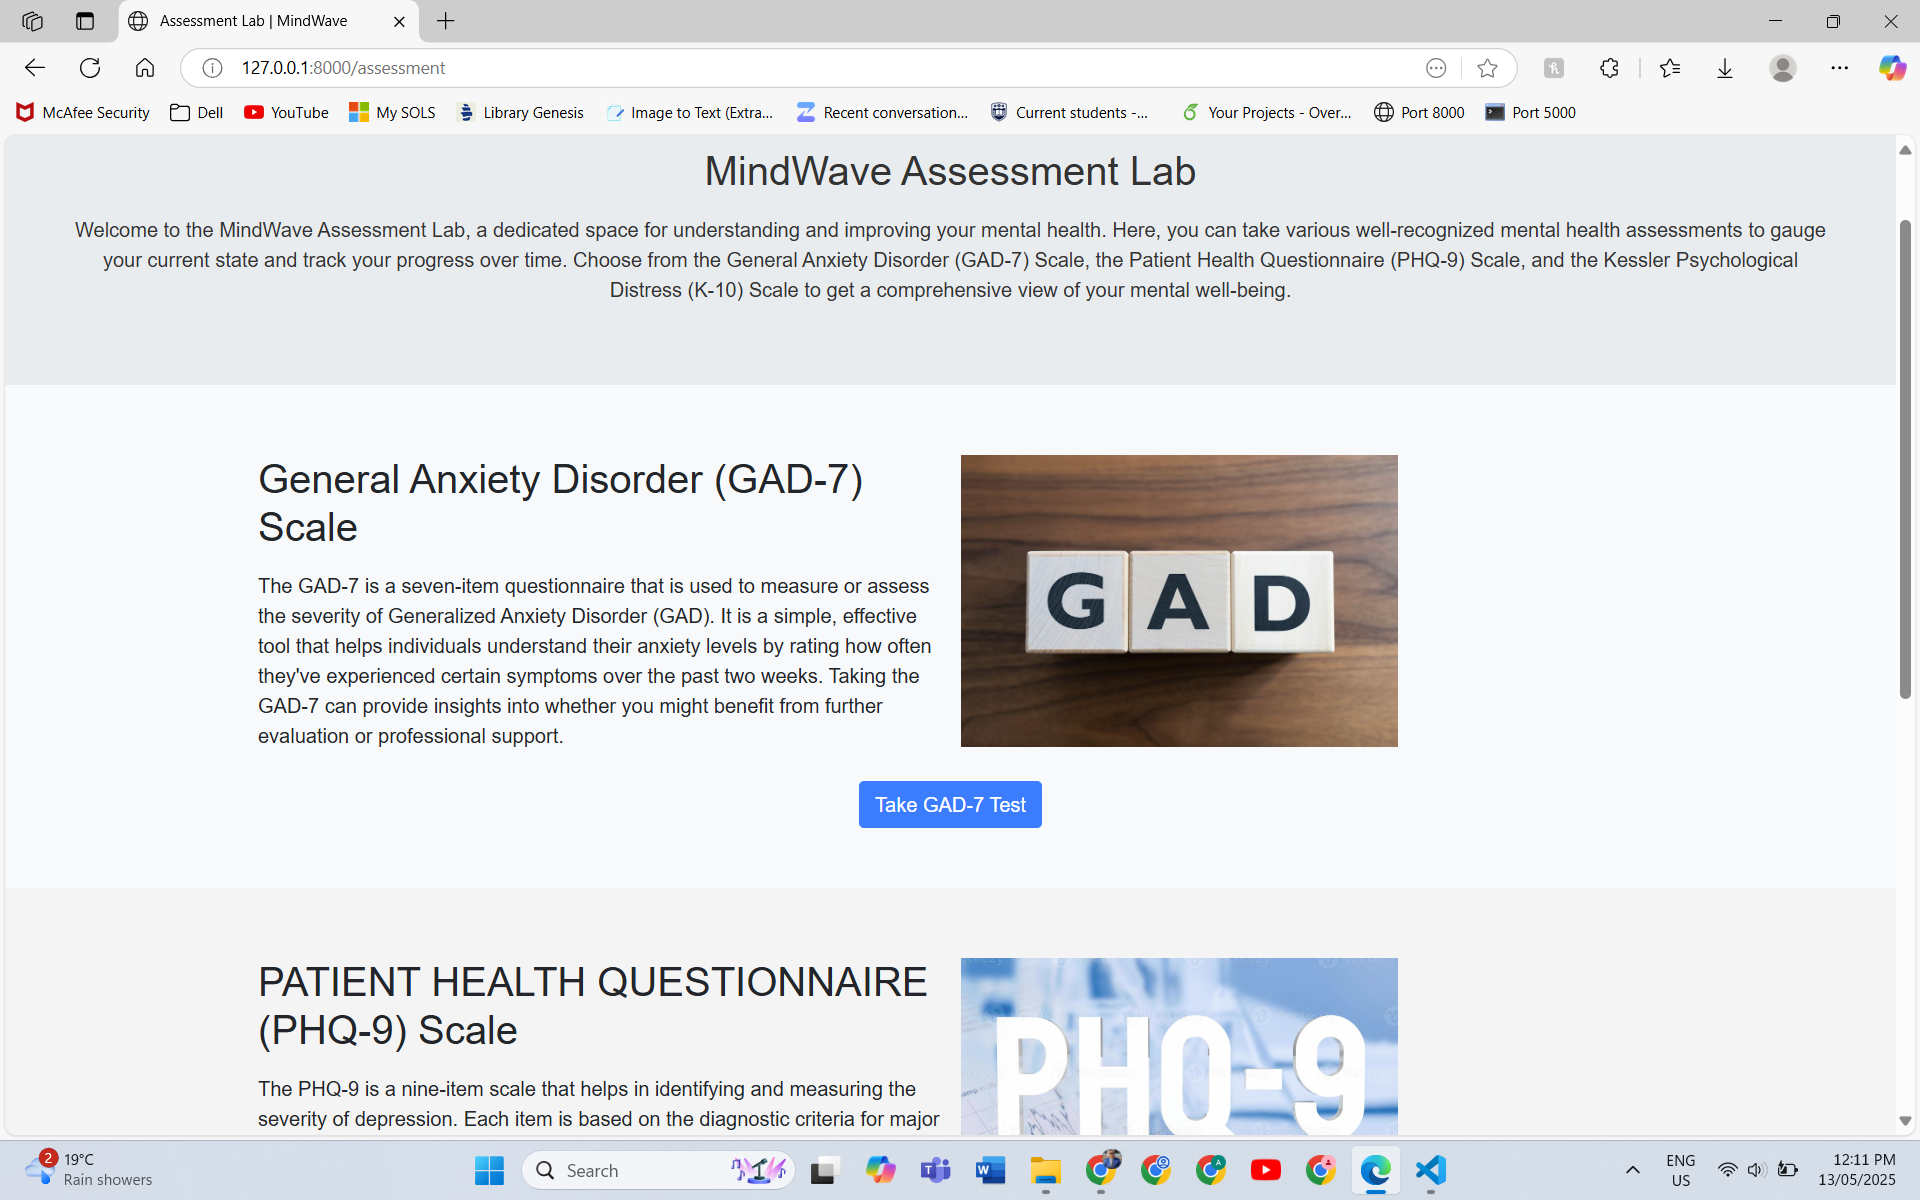 Assessment Lab | MindWave
127.0.0.1:8000/assessment
McAfee Security
Dell
YouTube
My SOLS
Library Genesis
Image to Text (Extra...
Recent conversation...
Current students -...
Your Projects - Over...
Port 8000
Port 5000
MindWave Assessment Lab
Welcome to the MindWave Assessment Lab, a dedicated space for understanding and improving your mental health. Here, you can take various well-recognized mental health assessments to gauge
your current state and track your progress over time. Choose from the General Anxiety Disorder (GAD-7) Scale, the Patient Health Questionnaire (PHQ-9) Scale, and the Kessler Psychological
Distress (K-10) Scale to get a comprehensive view of your mental well-being.
General Anxiety Disorder (GAD-7)
Scale
The GAD-7 is a seven-item questionnaire that is used to measure or assess
the severity of Generalized Anxiety Disorder (GAD). It is a simple, effective
tool that helps individuals understand their anxiety levels by rating how often
they've experienced certain symptoms over the past two weeks. Taking the
GAD-7 can provide insights into whether you might benefit from further
evaluation or professional support.
GAD
Take GAD-7 Test
PATIENT HEALTH QUESTIONNAIRE
(PHQ-9) Scale
The PHQ-9 is a nine-item scale that helps in identifying and measuring the
severity of depression. Each item is based on the diagnostic criteria for major
PHQ-9
2
19°C
Rain showers
Search
ENG
US
12:11 PM
13/05/2025